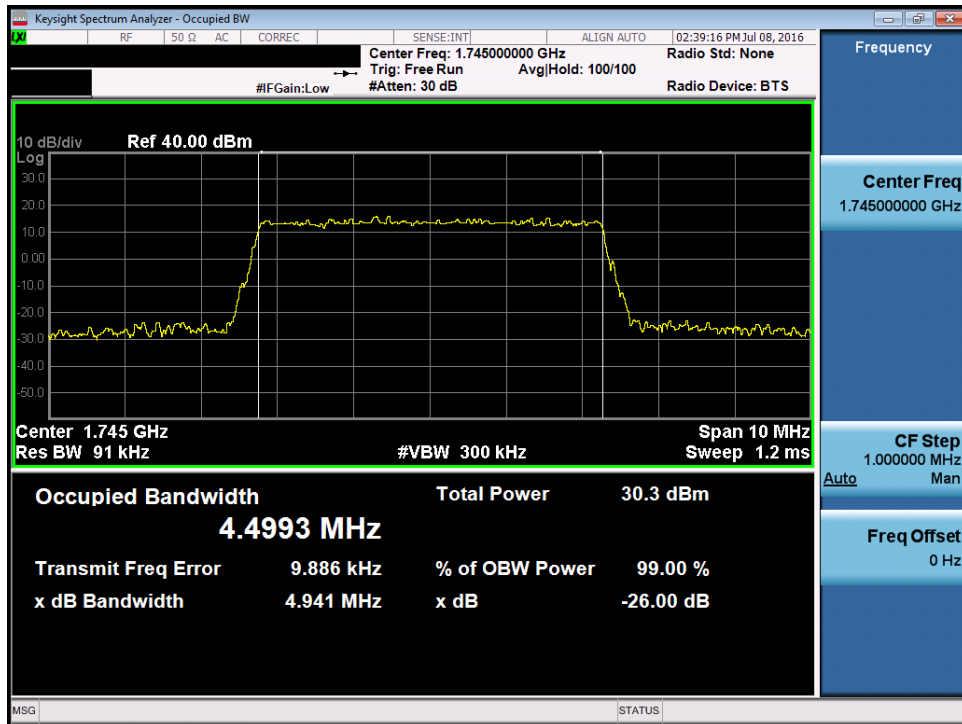 Keysight Spectrum Analyzer - Occupied BW
LXI RF 50 Ω AC CORREC SENSE:INT ALIGN AUTO 02:39:16 PM Jul 08, 2016
Center Freq: 1.745000000 GHz Radio Std: None
Trig: Free Run Avg|Hold: 100/100
#IFGain:Low #Atten: 30 dB Radio Device: BTS
10 dB/div Ref 40.00 dBm
Log
30.0
20.0
10.0
0.00
-10.0
-20.0
-30.0
-40.0
-50.0
Center 1.745 GHz Span 10 MHz
Res BW 91 kHz #VBW 300 kHz Sweep 1.2 ms
Occupied Bandwidth Total Power 30.3 dBm
4.4993 MHz
Transmit Freq Error 9.886 kHz % of OBW Power 99.00 %
x dB Bandwidth 4.941 MHz x dB -26.00 dB
Frequency
Center Freq
1.745000000 GHz
CF Step
1.000000 MHz
Auto Man
Freq Offset
0 Hz
MSG STATUS